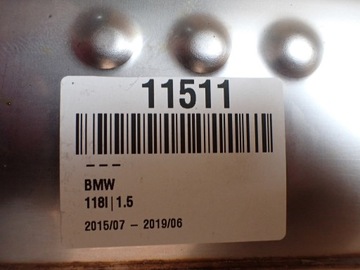 11511
– – –
BMW
118I | 1.5
2015/07 – 2019/06